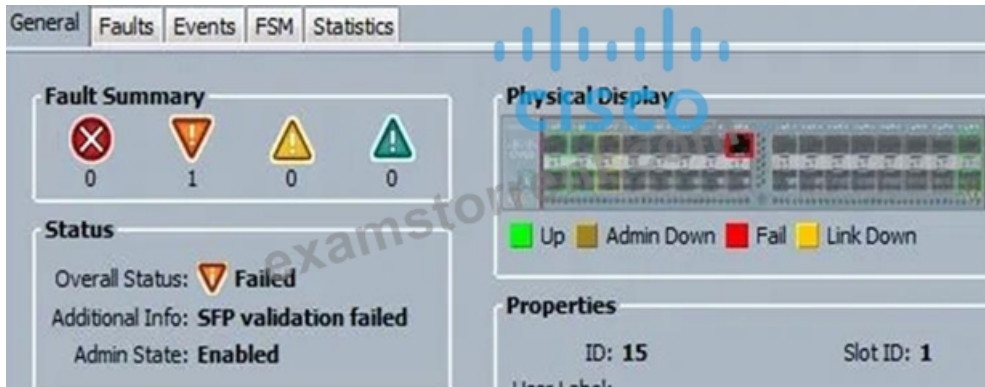 General Faults Events FSM Statistics
Fault Summary
0 1 0 0
Status
Overall Status: Failed
Additional Info: SFP validation failed
Admin State: Enabled
CISCO
Physical Display
Up Admin Down Fail Link Down
Properties
ID: 15 Slot ID: 1